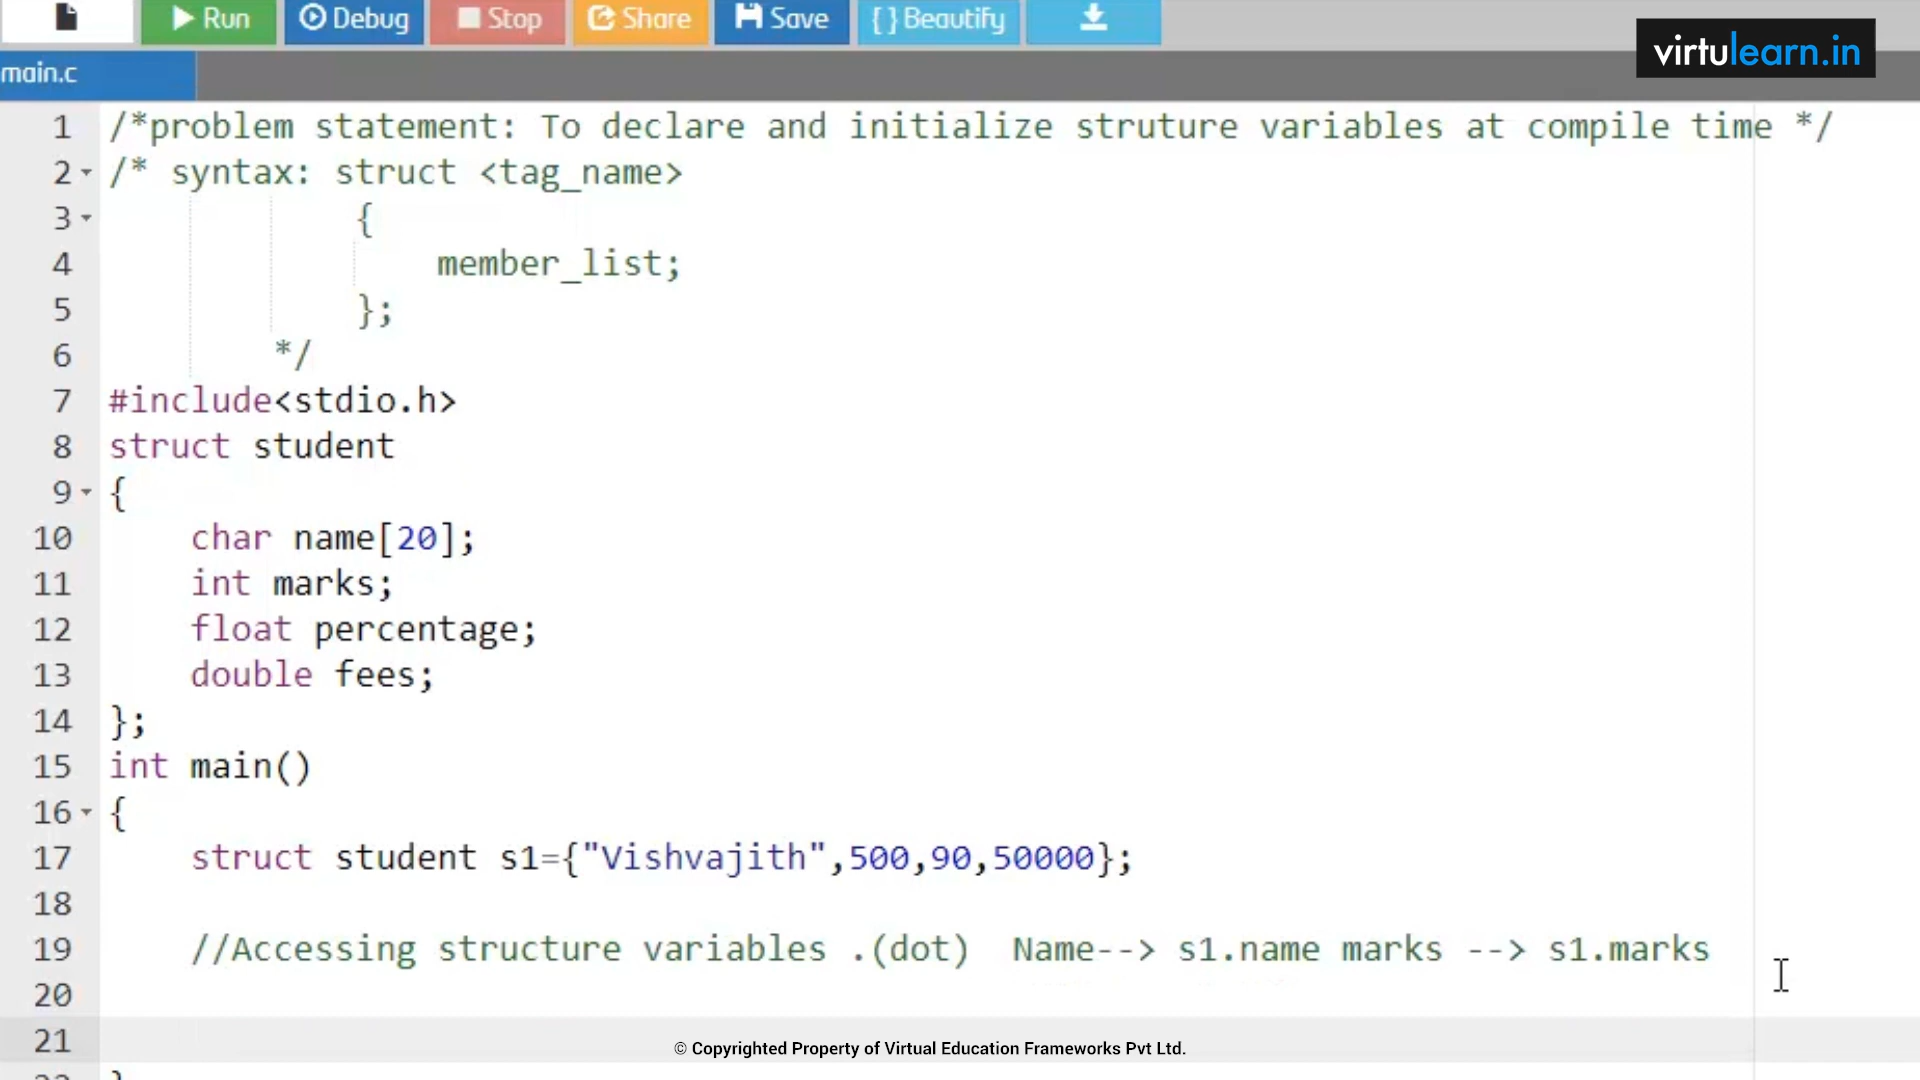 Run Debug Stop Share Save { } Beautify
virtulearn.in
main.c
1 /*problem statement: To declare and initialize struture variables at compile time */
2 /* syntax: struct <tag_name>
3 {
4 member_list;
5 };
6 */
7 #include<stdio.h>
8 struct student
9 {
10 char name[20];
11 int marks;
12 float percentage;
13 double fees;
14 };
15 int main()
16 {
17 struct student s1={"Vishvajith",500,90,50000};
18
19 //Accessing structure variables .(dot)  Name--> s1.name marks --> s1.marks
20
21
© Copyrighted Property of Virtual Education Frameworks Pvt Ltd.